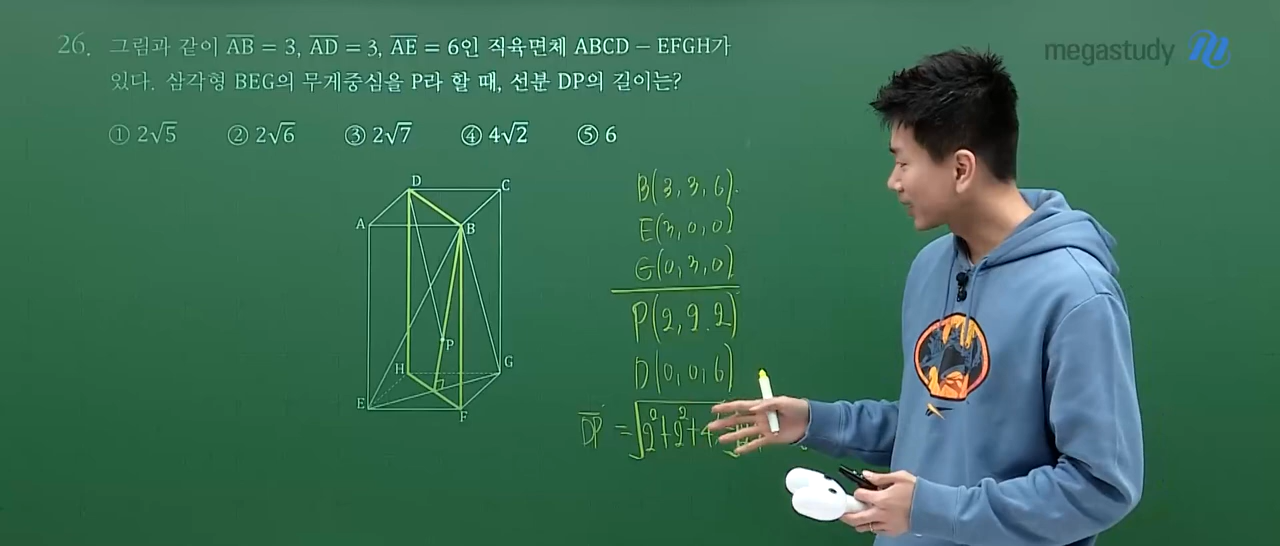 megastudy
26. 그림과 같이 AB = 3, AD = 3, AE = 6인 직육면체 ABCD − EFGH가
있다. 삼각형 BEG의 무게중심을 P라 할 때, 선분 DP의 길이는?
① 2√5 ② 2√6 ③ 2√7 ④ 4√2 ⑤ 6
D
C
A
B
P
H
G
E
F
B(3, 3, 6)
E(3, 0, 0)
G(0, 3, 0)
P(2, 2, 2)
D(0, 0, 6)
DP = √2²+2²+4